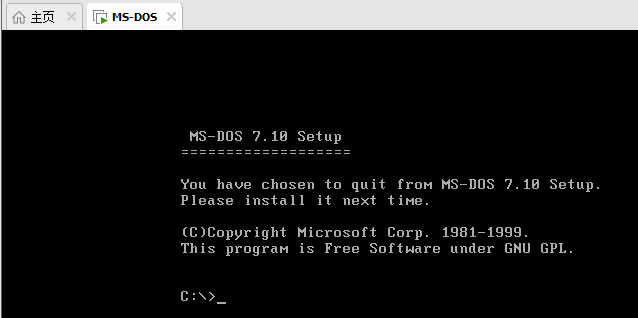 主页
MS-DOS
MS-DOS 7.10 Setup
===================
You have chosen to quit from MS-DOS 7.10 Setup.
Please install it next time.
(C)Copyright Microsoft Corp. 1981-1999.
This program is Free Software under GNU GPL.
C:\>_